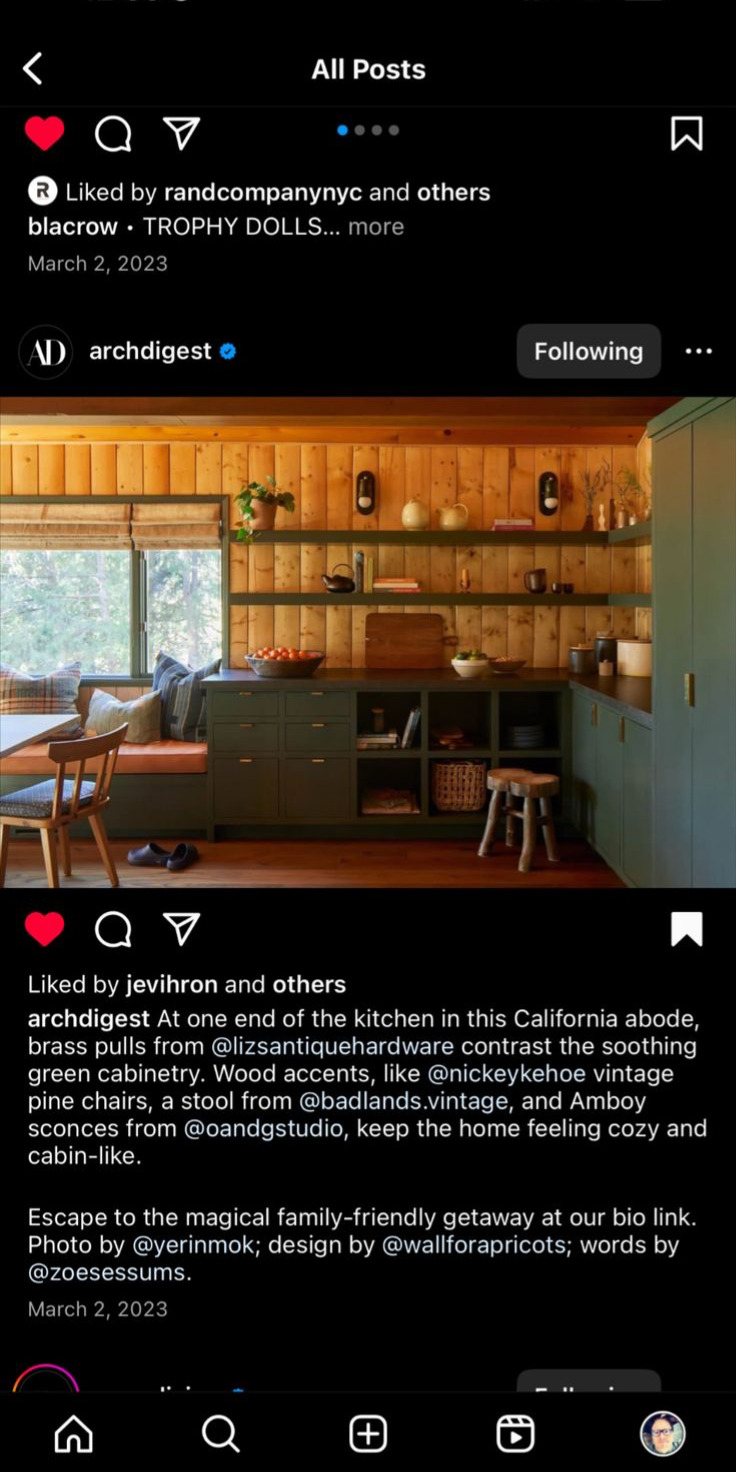 All Posts
R Liked by randcompanynyc and others
blacrow • TROPHY DOLLS... more
March 2, 2023
AD archdigest Following
Liked by jevihron and others
archdigest At one end of the kitchen in this California abode,
brass pulls from @lizsantiquehardware contrast the soothing
green cabinetry. Wood accents, like @nickeykehoe vintage
pine chairs, a stool from @badlands.vintage, and Amboy
sconces from @oandgstudio, keep the home feeling cozy and
cabin-like.
Escape to the magical family-friendly getaway at our bio link.
Photo by @yerinmok; design by @wallforapricots; words by
@zoesessums.
March 2, 2023